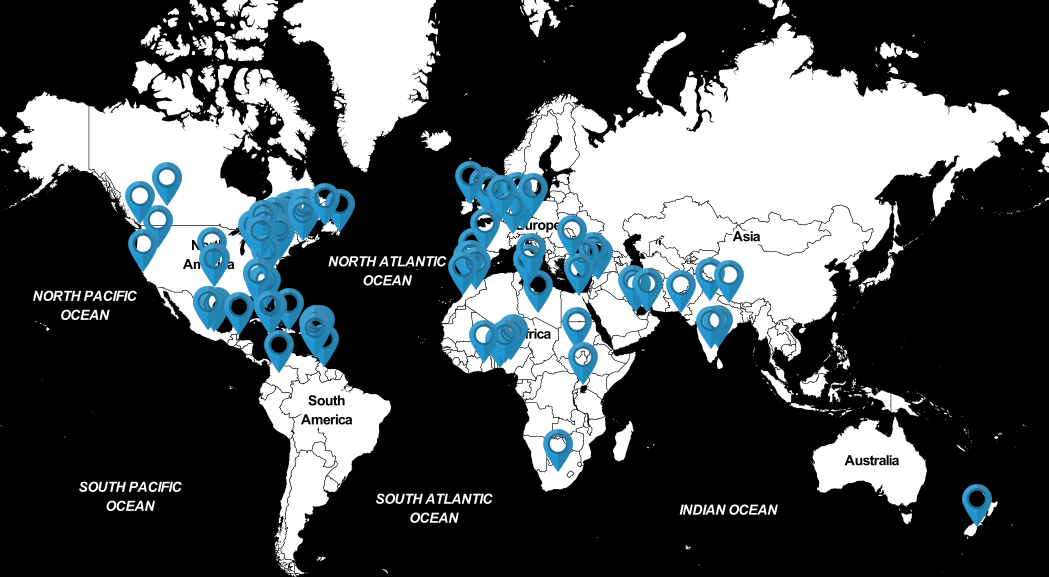 Europe
Asia
North
America
NORTH ATLANTIC
OCEAN
NORTH PACIFIC
OCEAN
Africa
South
America
Australia
SOUTH PACIFIC
OCEAN
SOUTH ATLANTIC
OCEAN
INDIAN OCEAN